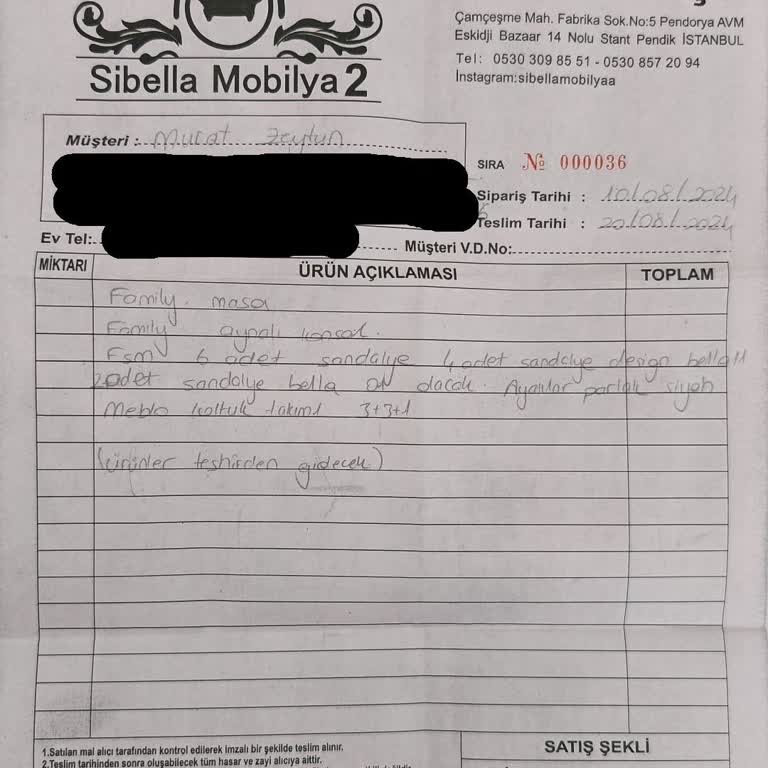 Çamçeşme Mah. Fabrika Sok.No:5 Pendorya AVM
Eskidji Bazaar 14 Nolu Stant Pendik İSTANBUL
Tel: 0530 309 85 51 - 0530 857 20 94
İnstagram:sibellamobilyaa
Sibella Mobilya 2
Müşteri : Murat Zeytun
SIRA № 000036
Sipariş Tarihi : 10/08/2024
Teslim Tarihi : 20/08/2024
Ev Tel:
Müşteri V.D.No:
MİKTARI ÜRÜN AÇIKLAMASI TOPLAM
Family masa
Family aynalı konsol.
Fsm 6 adet sandalye 4 adet sandalye design bella
2 adet sandalye bella olacak. Ayaklar parlak siyah
Meblo koltuk takımı 3+3+1
(ürünler teşhirden gidecek)
1.Satılan mal alıcı tarafından kontrol edilerek imzalı bir şekilde teslim alınır.
2.Teslim tarihinden sonra oluşabilecek tüm hasar ve zayi alıcıya aittir.
SATIŞ ŞEKLİ